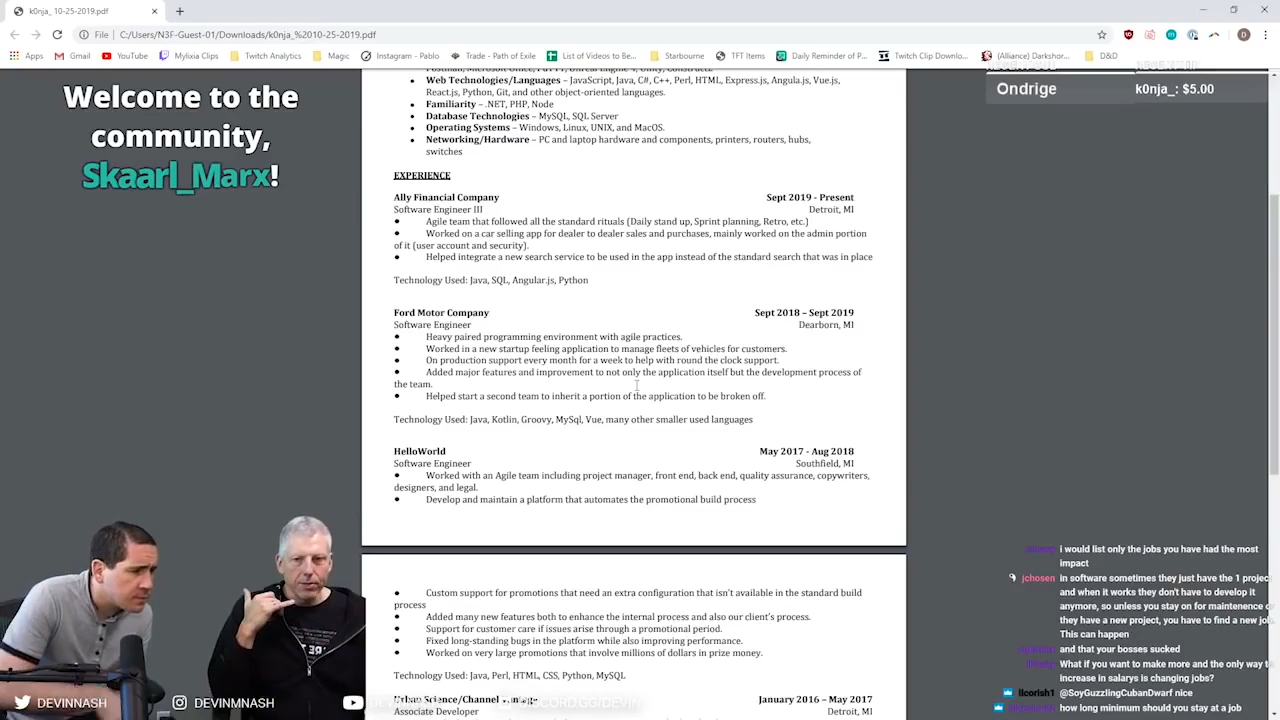 k0nja_ 10-25-2019.pdf
File | C:/Users/N3F-Guest-01/Downloads/k0nja_%2010-25-2019.pdf
Apps Gmail YouTube Mylixia Clips Twitch Analytics Magic Instagram - Pablo Trade - Path of Exile List of Videos to Be... Starbourne TFT Items Daily Reminder of P... Twitch Clip Downlo... (Alliance) Darkshor... D&D
Welcome to the
community,
Skaarl_Marx!
Ondrige k0nja_: $5.00
• Web Technologies/Languages – JavaScript, Java, C#, C++, Perl, HTML, Express.js, Angula.js, Vue.js,
React.js, Python, Git, and other object-oriented languages.
• Familiarity – .NET, PHP, Node
• Database Technologies – MySQL, SQL Server
• Operating Systems – Windows, Linux, UNIX, and MacOS.
• Networking/Hardware – PC and laptop hardware and components, printers, routers, hubs,
switches
EXPERIENCE
Ally Financial Company Sept 2019 - Present
Software Engineer III Detroit, MI
● Agile team that followed all the standard rituals (Daily stand up, Sprint planning, Retro, etc.)
● Worked on a car selling app for dealer to dealer sales and purchases, mainly worked on the admin portion
of it (user account and security).
● Helped integrate a new search service to be used in the app instead of the standard search that was in place
Technology Used: Java, SQL, Angular.js, Python
Ford Motor Company Sept 2018 – Sept 2019
Software Engineer Dearborn, MI
● Heavy paired programming environment with agile practices.
● Worked in a new startup feeling application to manage fleets of vehicles for customers.
● On production support every month for a week to help with round the clock support.
● Added major features and improvement to not only the application itself but the development process of
the team.
● Helped start a second team to inherit a portion of the application to be broken off.
Technology Used: Java, Kotlin, Groovy, MySql, Vue, many other smaller used languages
HelloWorld May 2017 - Aug 2018
Software Engineer Southfield, MI
● Worked with an Agile team including project manager, front end, back end, quality assurance, copywriters,
designers, and legal.
● Develop and maintain a platform that automates the promotional build process
● Custom support for promotions that need an extra configuration that isn't available in the standard build
process
● Added many new features both to enhance the internal process and also our client's process.
● Support for customer care if issues arise through a promotional period.
● Fixed long-standing bugs in the platform while also improving performance.
● Worked on very large promotions that involve millions of dollars in prize money.
Technology Used: Java, Perl, HTML, CSS, Python, MySQL
Urban Science/Channel January 2016 – May 2017
Associate Developer Detroit, MI
i would list only the jobs you have had the most
impact
jchosen in software sometimes they just have the 1 projec
and when it works they don't have to develop it
anymore, so unless you stay on for maintenence o
they have a new project, you have to find a new jo
This can happen
and that your bosses sucked
What if you want to make more and the only way to
increase in salarys is changing jobs?
llcorish1 @SoyGuzzlingCubanDwarf nice
how long minimum should you stay at a job
DEVINNASH DEVINMNASH DISCORD.GG/DEVIN